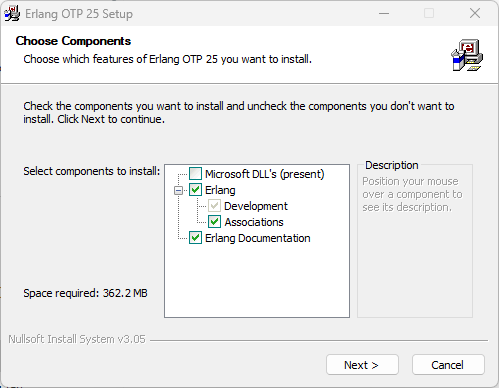 Erlang OTP 25 Setup
Choose Components
Choose which features of Erlang OTP 25 you want to install.
Check the components you want to install and uncheck the components you don't want to
install. Click Next to continue.
Select components to install:
Microsoft DLL's (present)
Erlang
Development
Associations
Erlang Documentation
Description
Position your mouse
over a component to
see its description.
Space required: 362.2 MB
Nullsoft Install System v3.05
Next >
Cancel